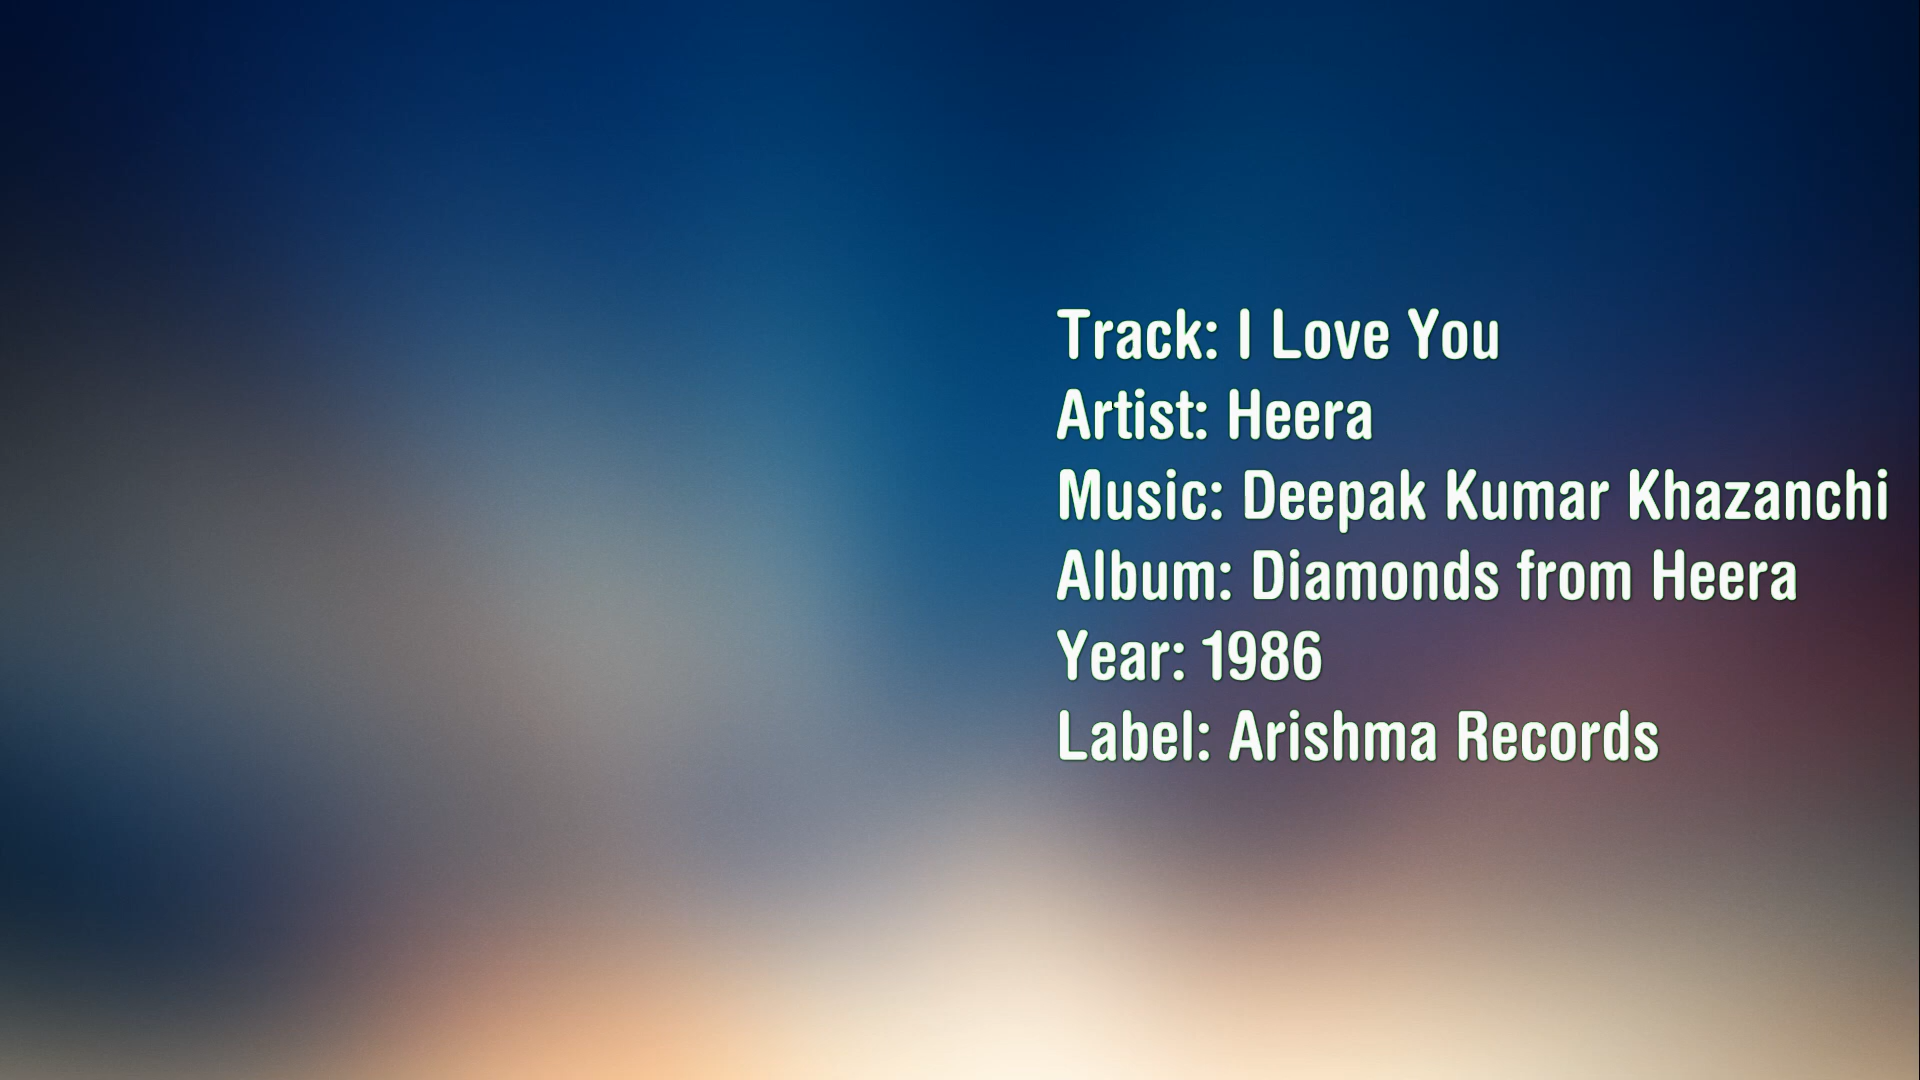 Track: I Love You
Artist: Heera
Music: Deepak Kumar Khazanchi
Album: Diamonds from Heera
Year: 1986
Label: Arishma Records